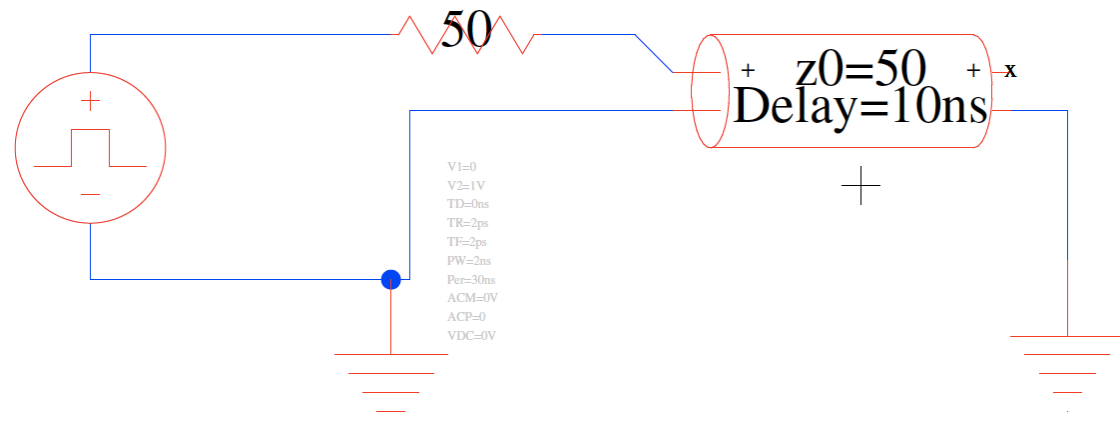 50
+ z0=50 + x
Delay=10ns
+
−
V1=0
V2=1V
TD=0ns
TR=2ps
TF=2ps
PW=2ns
Per=30ns
ACM=0V
ACP=0
VDC=0V